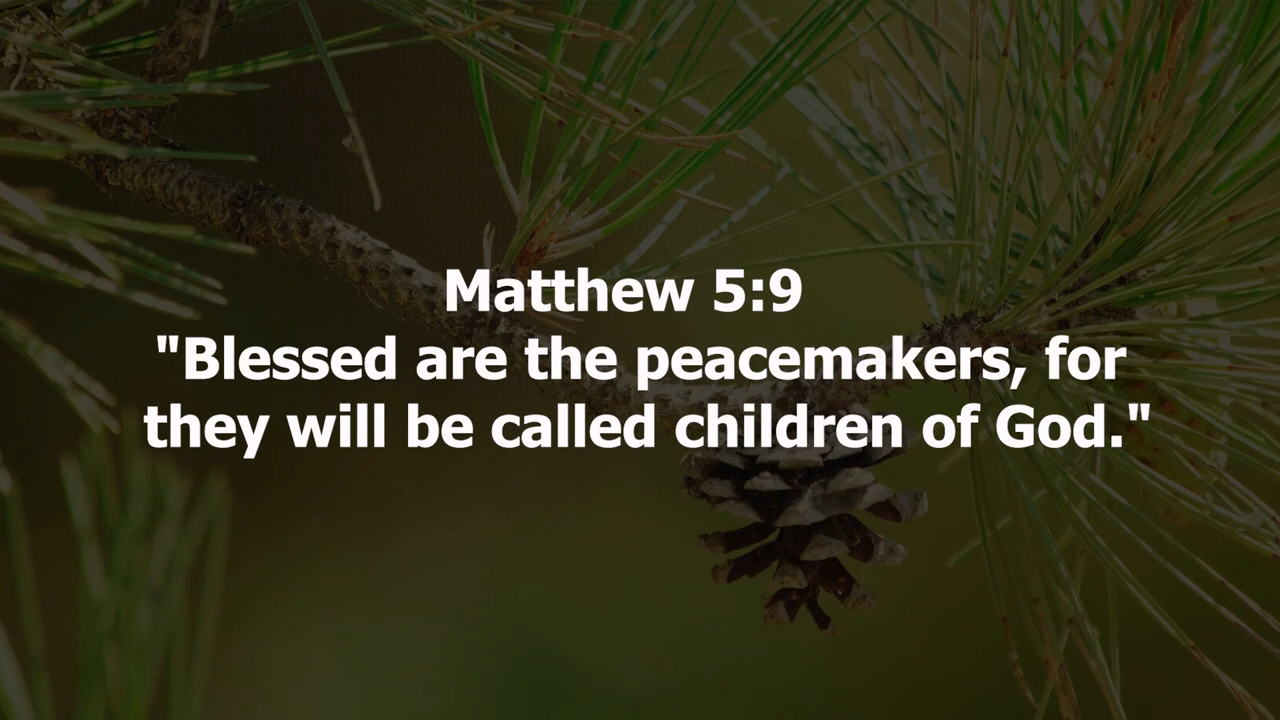 Matthew 5:9
"Blessed are the peacemakers, for
they will be called children of God."